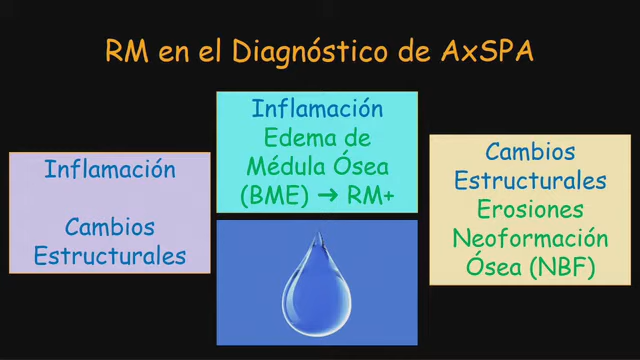 RM en el Diagnóstico de AxSPA
Inflamación
Cambios
Estructurales
Inflamación
Edema de
Médula Ósea
(BME) ➜ RM+
Cambios
Estructurales
Erosiones
Neoformación
Ósea (NBF)